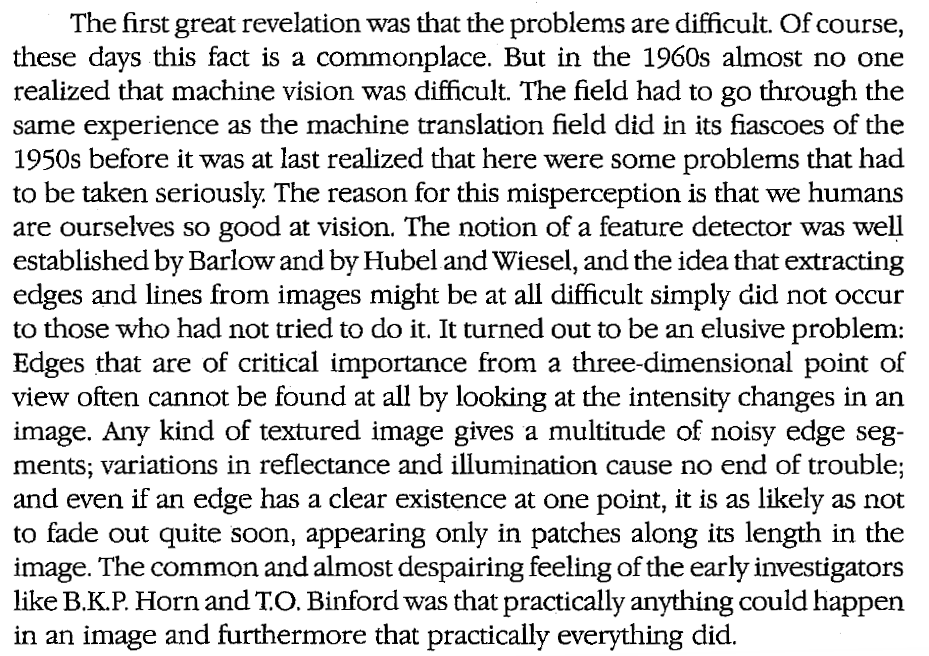 The first great revelation was that the problems are difficult. Of course,
these days this fact is a commonplace. But in the 1960s almost no one
realized that machine vision was difficult. The field had to go through the
same experience as the machine translation field did in its fiascoes of the
1950s before it was at last realized that here were some problems that had
to be taken seriously. The reason for this misperception is that we humans
are ourselves so good at vision. The notion of a feature detector was well
established by Barlow and by Hubel and Wiesel, and the idea that extracting
edges and lines from images might be at all difficult simply did not occur
to those who had not tried to do it. It turned out to be an elusive problem:
Edges that are of critical importance from a three-dimensional point of
view often cannot be found at all by looking at the intensity changes in an
image. Any kind of textured image gives a multitude of noisy edge seg-
ments; variations in reflectance and illumination cause no end of trouble;
and even if an edge has a clear existence at one point, it is as likely as not
to fade out quite soon, appearing only in patches along its length in the
image. The common and almost despairing feeling of the early investigators
like B.K.P. Horn and T.O. Binford was that practically anything could happen
in an image and furthermore that practically everything did.